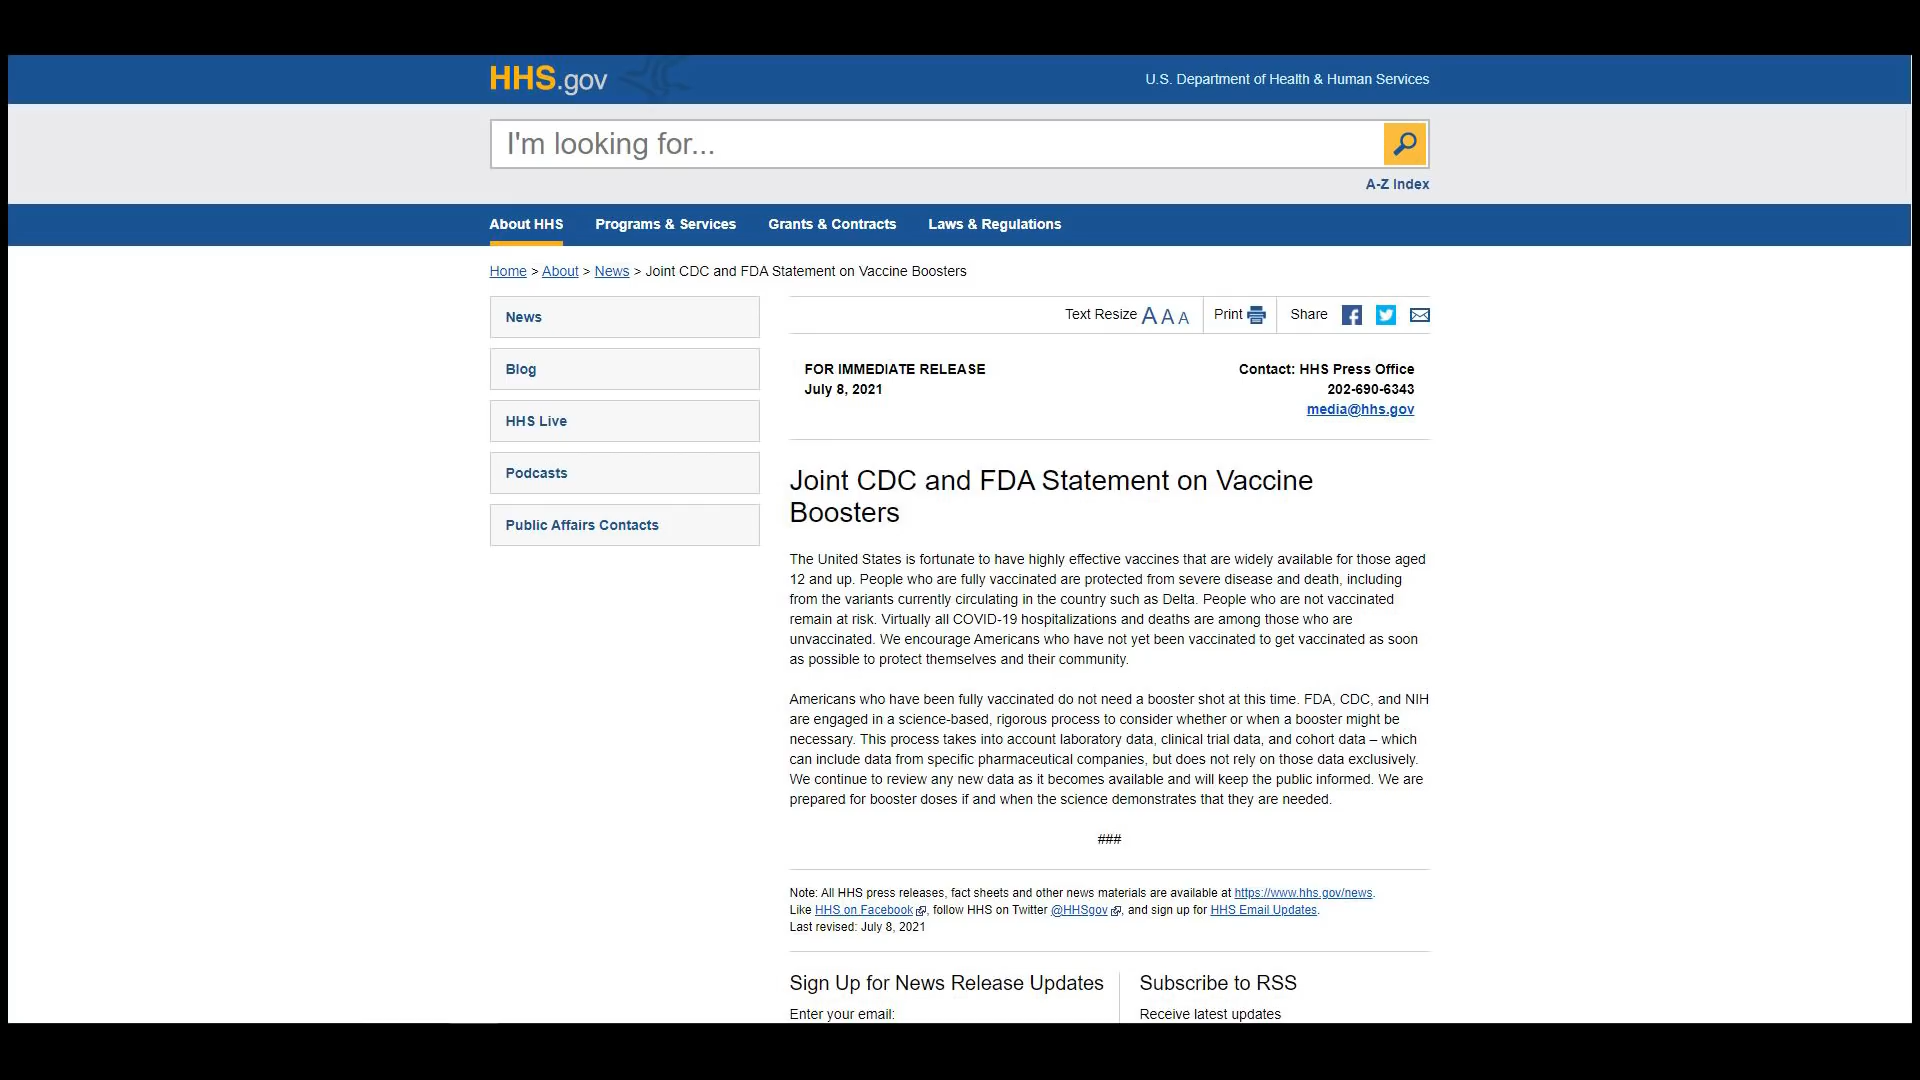 HHS.gov
U.S. Department of Health & Human Services
I'm looking for...
A-Z Index
About HHS Programs & Services Grants & Contracts Laws & Regulations
Home > About > News > Joint CDC and FDA Statement on Vaccine Boosters
News
Blog
HHS Live
Podcasts
Public Affairs Contacts
Text Resize A A A Print Share
FOR IMMEDIATE RELEASE
July 8, 2021
Contact: HHS Press Office
202-690-6343
media@hhs.gov
Joint CDC and FDA Statement on Vaccine
Boosters
The United States is fortunate to have highly effective vaccines that are widely available for those aged
12 and up. People who are fully vaccinated are protected from severe disease and death, including
from the variants currently circulating in the country such as Delta. People who are not vaccinated
remain at risk. Virtually all COVID-19 hospitalizations and deaths are among those who are
unvaccinated. We encourage Americans who have not yet been vaccinated to get vaccinated as soon
as possible to protect themselves and their community.
Americans who have been fully vaccinated do not need a booster shot at this time. FDA, CDC, and NIH
are engaged in a science-based, rigorous process to consider whether or when a booster might be
necessary. This process takes into account laboratory data, clinical trial data, and cohort data – which
can include data from specific pharmaceutical companies, but does not rely on those data exclusively.
We continue to review any new data as it becomes available and will keep the public informed. We are
prepared for booster doses if and when the science demonstrates that they are needed.
###
Note: All HHS press releases, fact sheets and other news materials are available at https://www.hhs.gov/news.
Like HHS on Facebook, follow HHS on Twitter @HHSgov, and sign up for HHS Email Updates.
Last revised: July 8, 2021
Sign Up for News Release Updates
Enter your email:
Subscribe to RSS
Receive latest updates